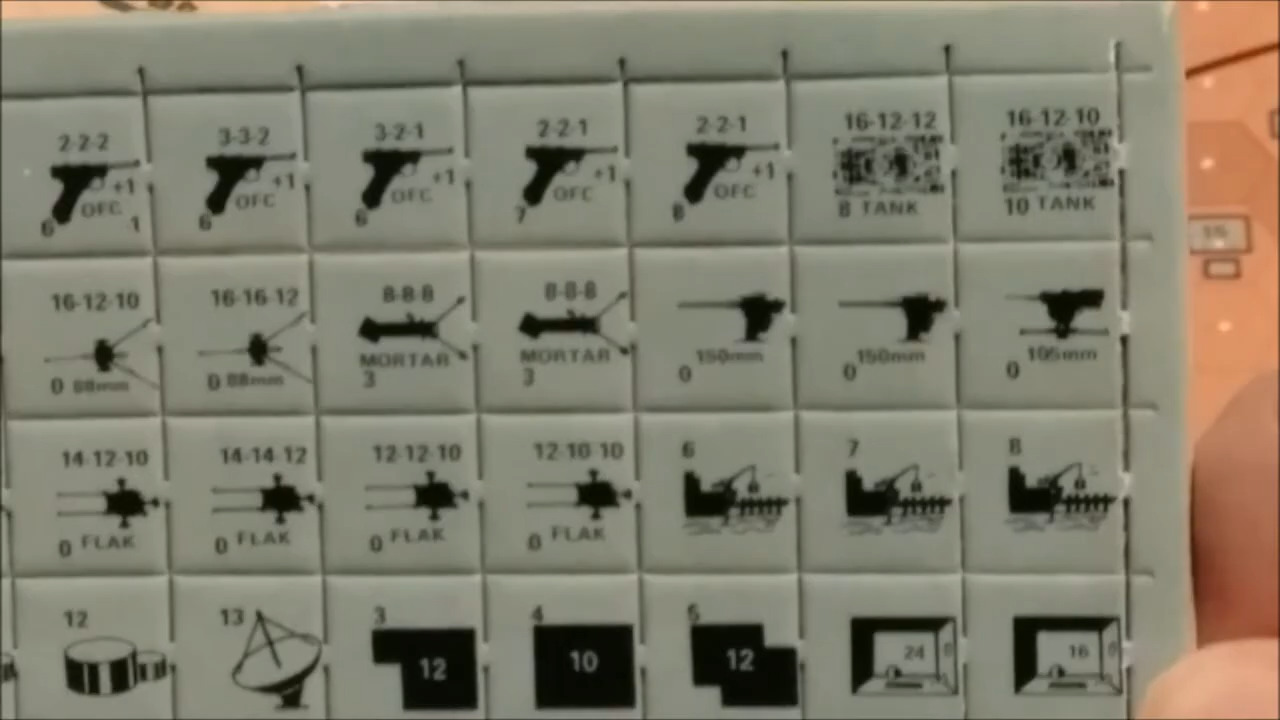 2-2-2
+1
OFC
6 1
3-3-2
+1
OFC
6
3-2-1
+1
OFC
6
2-2-1
+1
OFC
7
2-2-1
+1
OFC
8
16-12-12
8 TANK
16-12-10
10 TANK
16-12-10
0 88mm
16-16-12
0 88mm
8-8-8
MORTAR
3
8-8-8
MORTAR
3
150mm
0
150mm
0
105mm
0
14-12-10
0 FLAK
14-14-12
0 FLAK
12-12-10
0 FLAK
12-10-10
0 FLAK
6
7
8
12
13
3
12
4
10
5
12
24
16